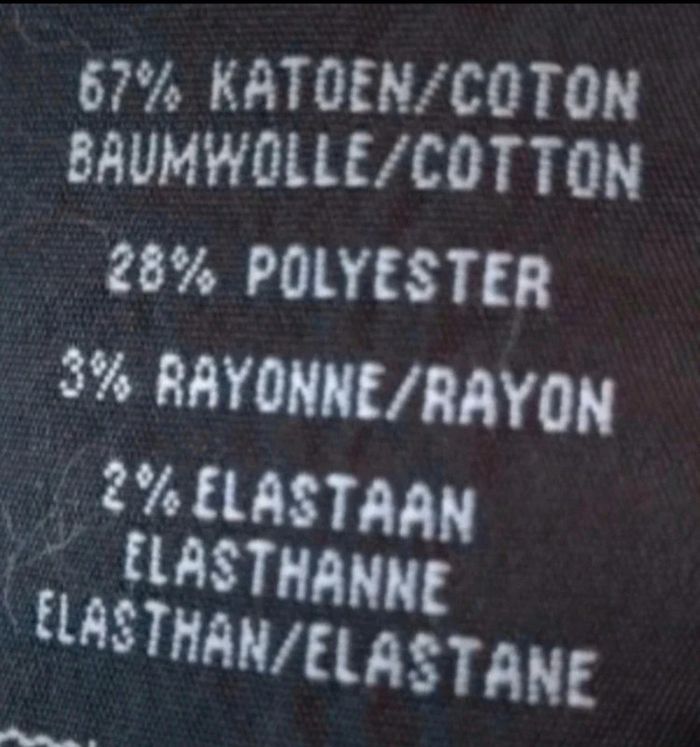 67% KATOEN/COTON
BAUMWOLLE/COTTON
28% POLYESTER
3% RAYONNE/RAYON
2% ELASTAAN
ELASTHANNE
ELASTHAN/ELASTANE